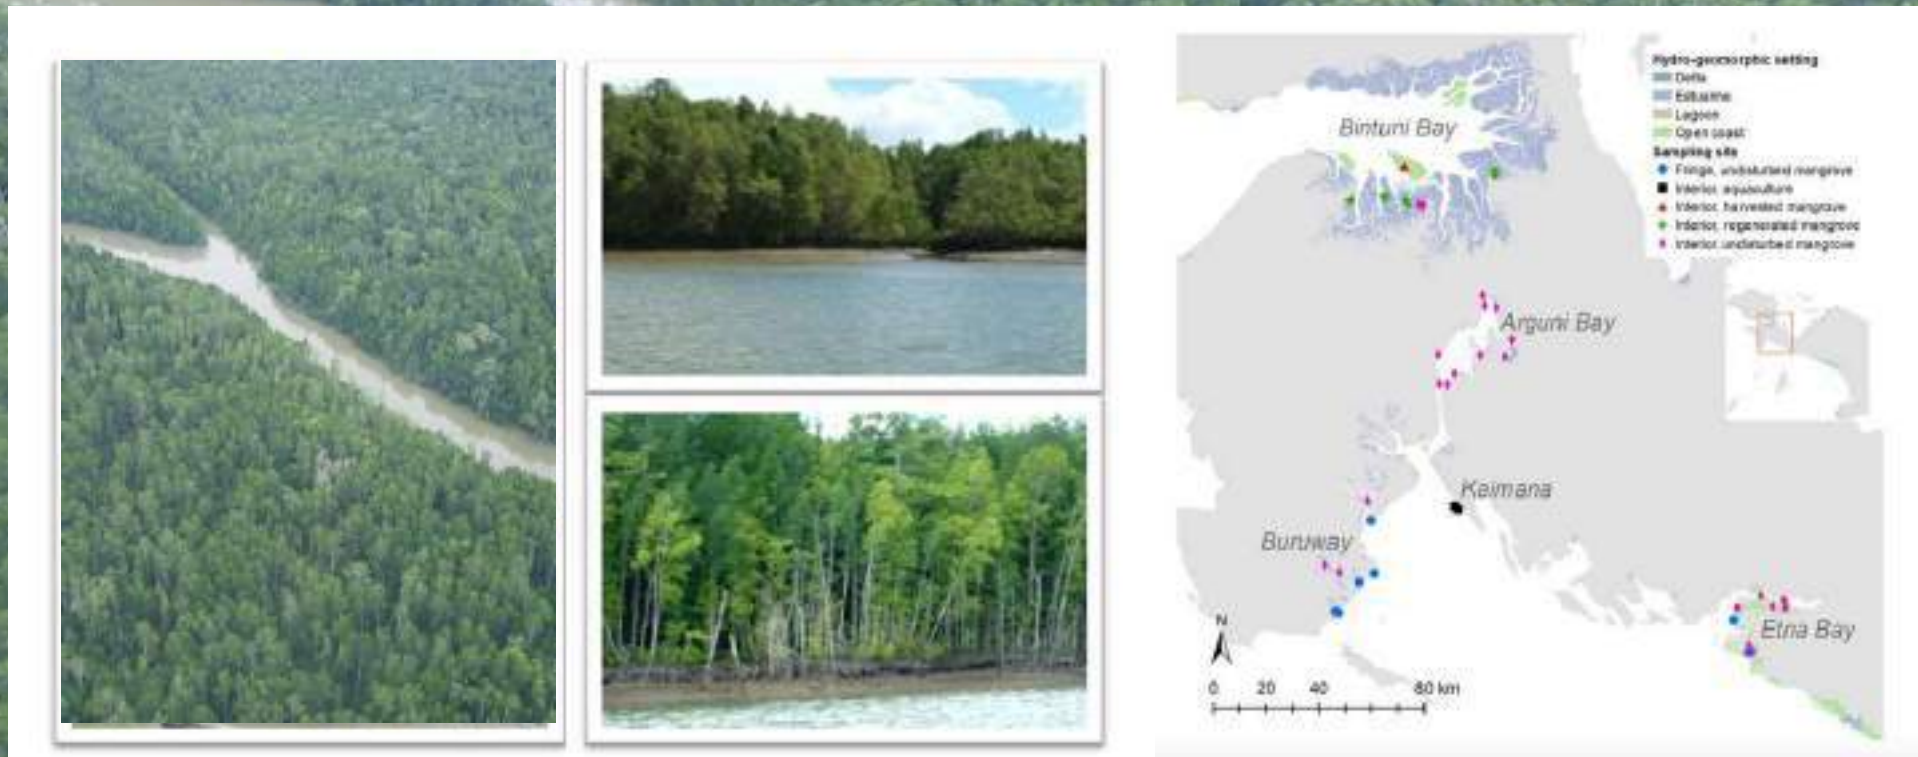 Hydro-geomorphic setting
Delta
Estuarine
Lagoon
Open coast
Sampling site
Fringe, undisturbed mangrove
Interior, aquaculture
Interior, harvested mangrove
Interior, regenerated mangrove
Interior, undisturbed mangrove
Bintuni Bay
Arguni Bay
Kaimana
Buruway
Etna Bay
N
0 20 40 80 km